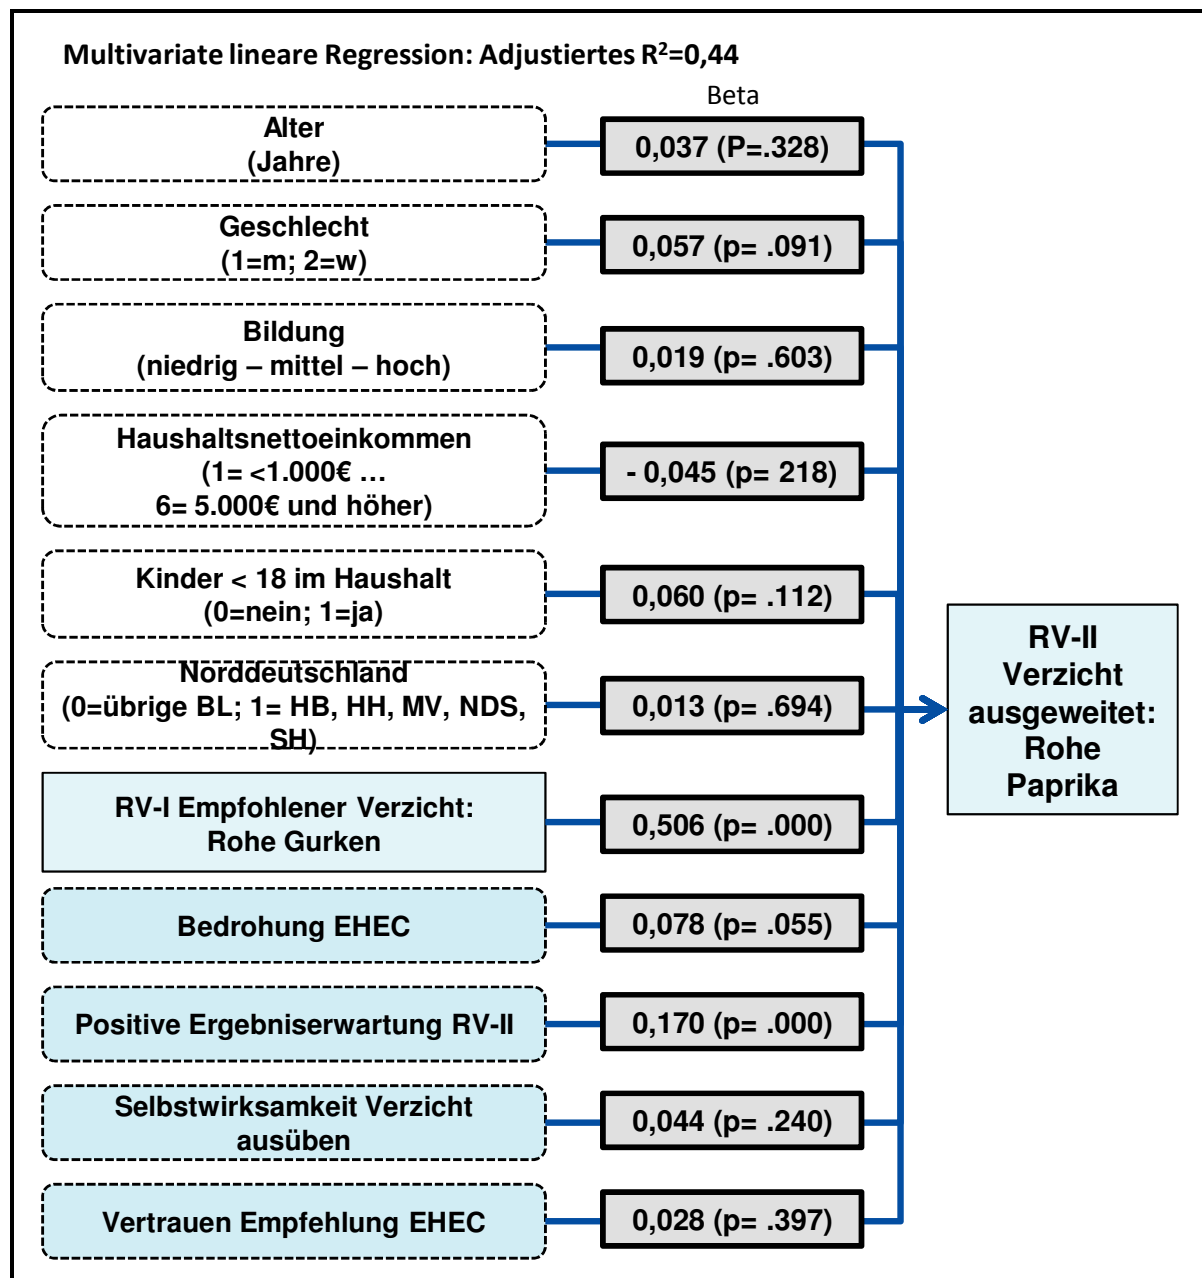 Multivariate lineare Regression: Adjustiertes R²=0,44
Beta
Alter
(Jahre)
0,037 (P=.328)
Geschlecht
(1=m; 2=w)
0,057 (p= .091)
Bildung
(niedrig – mittel – hoch)
0,019 (p= .603)
Haushaltsnettoeinkommen
(1= <1.000€ …
6= 5.000€ und höher)
- 0,045 (p= 218)
Kinder < 18 im Haushalt
(0=nein; 1=ja)
0,060 (p= .112)
Norddeutschland
(0=übrige BL; 1= HB, HH, MV, NDS,
SH)
0,013 (p= .694)
RV-I Empfohlener Verzicht:
Rohe Gurken
0,506 (p= .000)
Bedrohung EHEC
0,078 (p= .055)
Positive Ergebniserwartung RV-II
0,170 (p= .000)
Selbstwirksamkeit Verzicht
ausüben
0,044 (p= .240)
Vertrauen Empfehlung EHEC
0,028 (p= .397)
RV-II
Verzicht
ausgeweitet:
Rohe
Paprika